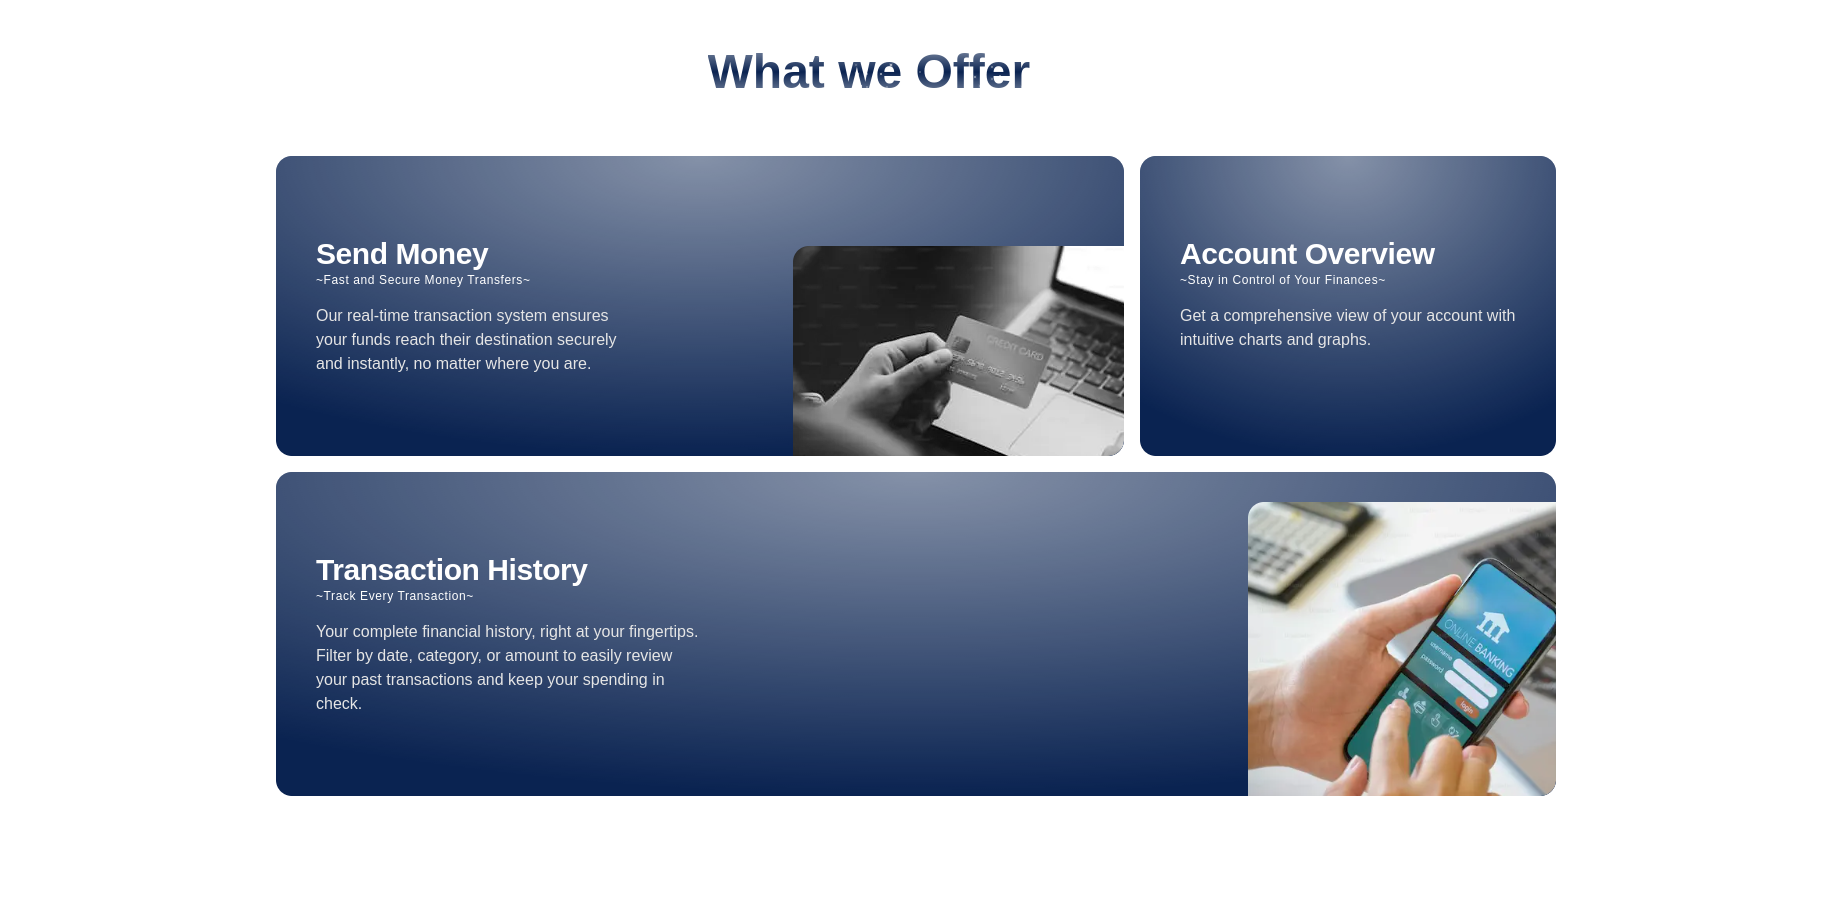 What we Offer
Send Money
~Fast and Secure Money Transfers~
Our real-time transaction system ensures
your funds reach their destination securely
and instantly, no matter where you are.
CREDIT CARD
Account Overview
~Stay in Control of Your Finances~
Get a comprehensive view of your account with
intuitive charts and graphs.
Transaction History
~Track Every Transaction~
Your complete financial history, right at your fingertips.
Filter by date, category, or amount to easily review
your past transactions and keep your spending in
check.
ONLINE BANKING
username
password
login